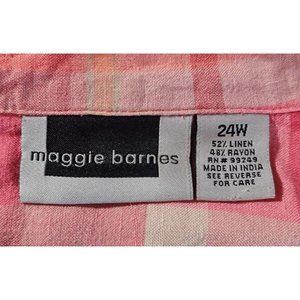 maggie barnes
24W
52% LINEN
48% RAYON
RN# 99249
MADE IN INDIA
SEE REVERSE
FOR CARE